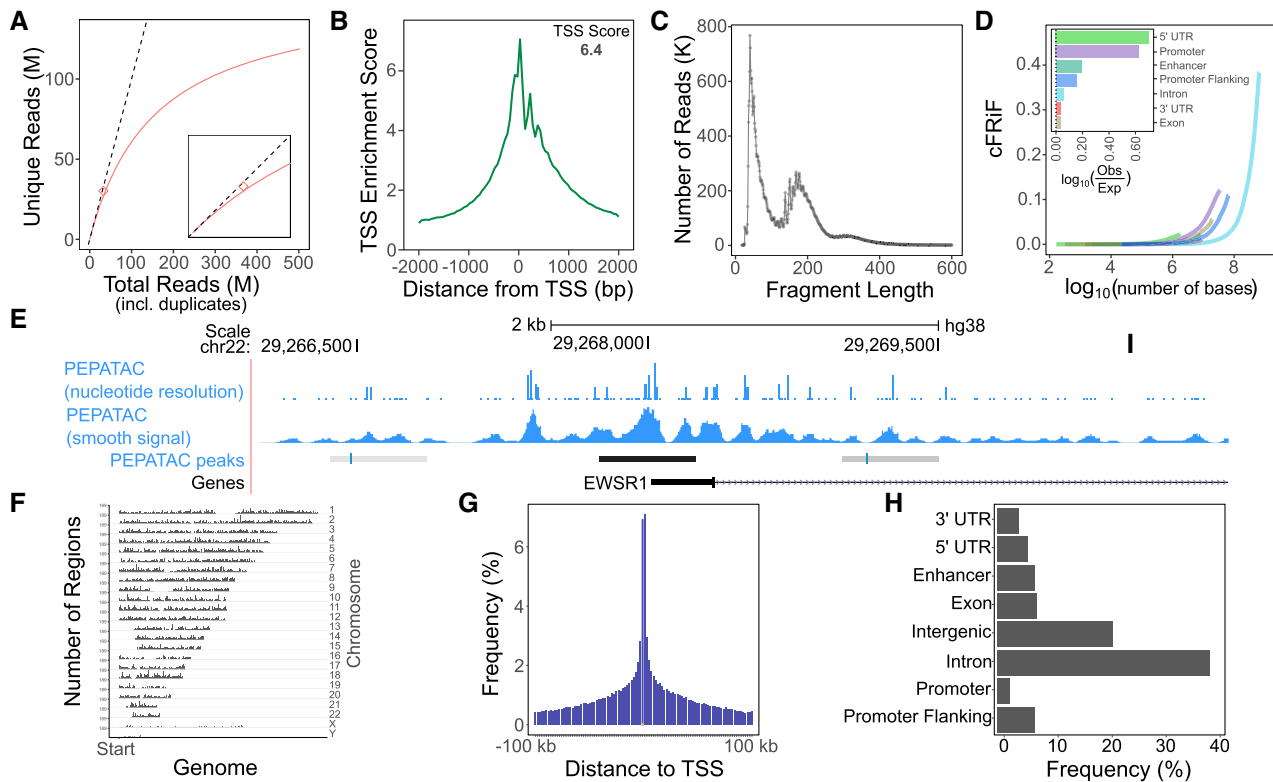 A
Unique Reads (M)
100
50
0
0 100 200 300 400 500
Total Reads (M)
(incl. duplicates)
B
TSS Score
6.4
TSS Enrichment Score
6
4
2
0
-2000 -1000 0 1000 2000
Distance from TSS (bp)
C
Number of Reads (K)
800
600
400
200
0
0 200 400 600
Fragment Length
D
cFRiF
0.4
0.3
0.2
0.1
0.0
5' UTR
Promoter
Enhancer
Promoter Flanking
Intron
3' UTR
Exon
0.00 0.20 0.40 0.60
log10(Obs/Exp)
2 4 6 8
log10(number of bases)
E
Scale
2 kb
hg38
chr22:
29,266,500
29,268,000
29,269,500
I
PEPATAC
(nucleotide resolution)
PEPATAC
(smooth signal)
PEPATAC peaks
Genes
EWSR1
F
Number of Regions
1
2
3
4
5
6
7
8
9
10
11
12
13
14
15
16
17
18
19
20
21
22
X
Y
Chromosome
Start
Genome
G
Frequency (%)
6
4
2
0
-100 kb 100 kb
Distance to TSS
H
3' UTR
5' UTR
Enhancer
Exon
Intergenic
Intron
Promoter
Promoter Flanking
0 10 20 30 40
Frequency (%)